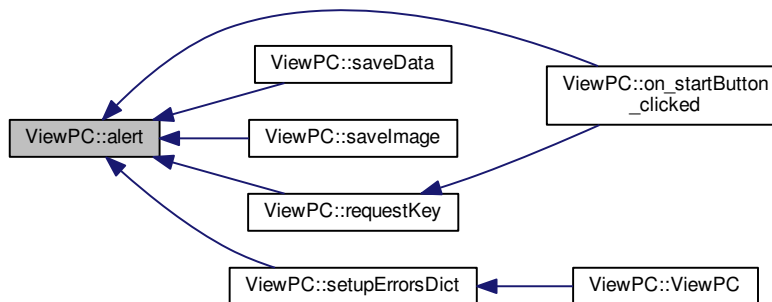 ViewPC::alert
ViewPC::saveData
ViewPC::saveImage
ViewPC::requestKey
ViewPC::setupErrorsDict
ViewPC::on_startButton
_clicked
ViewPC::ViewPC